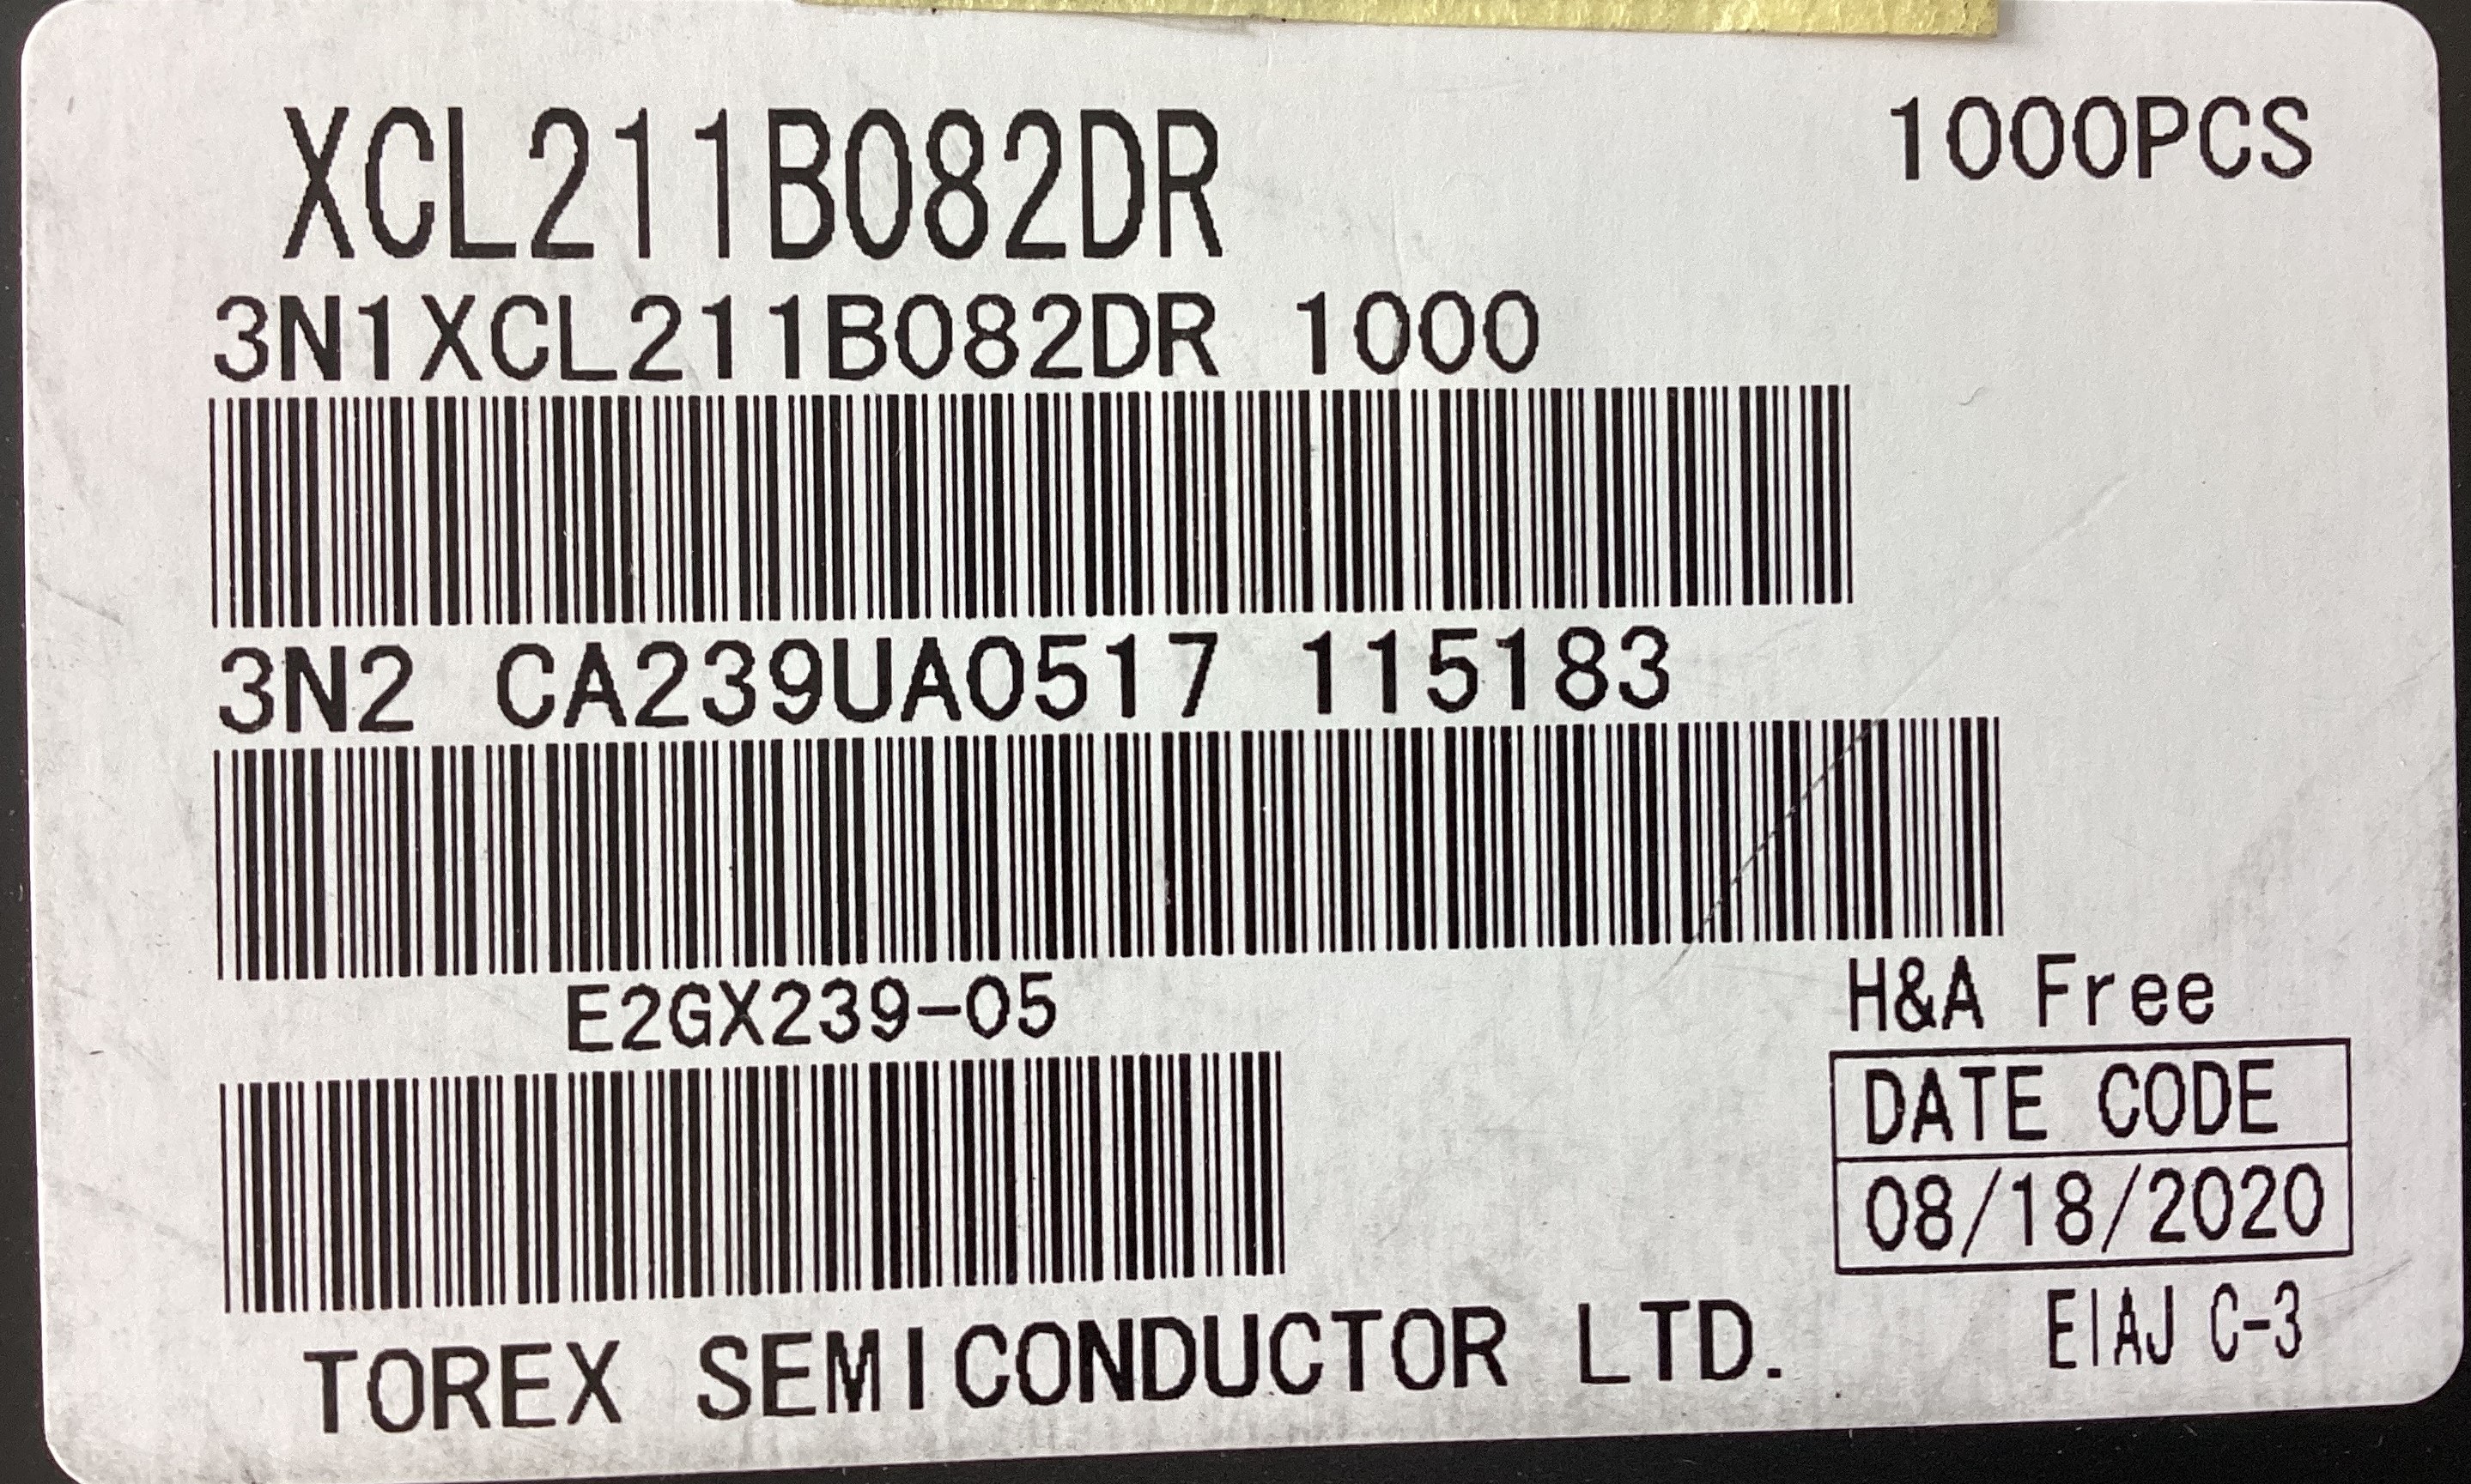 XCL211B082DR
1000PCS
3N1XCL211B082DR 1000
3N2 CA239UA0517 115183
E2GX239-05
H&A Free
DATE CODE
08/18/2020
EIAJ C-3
TOREX SEMICONDUCTOR LTD.